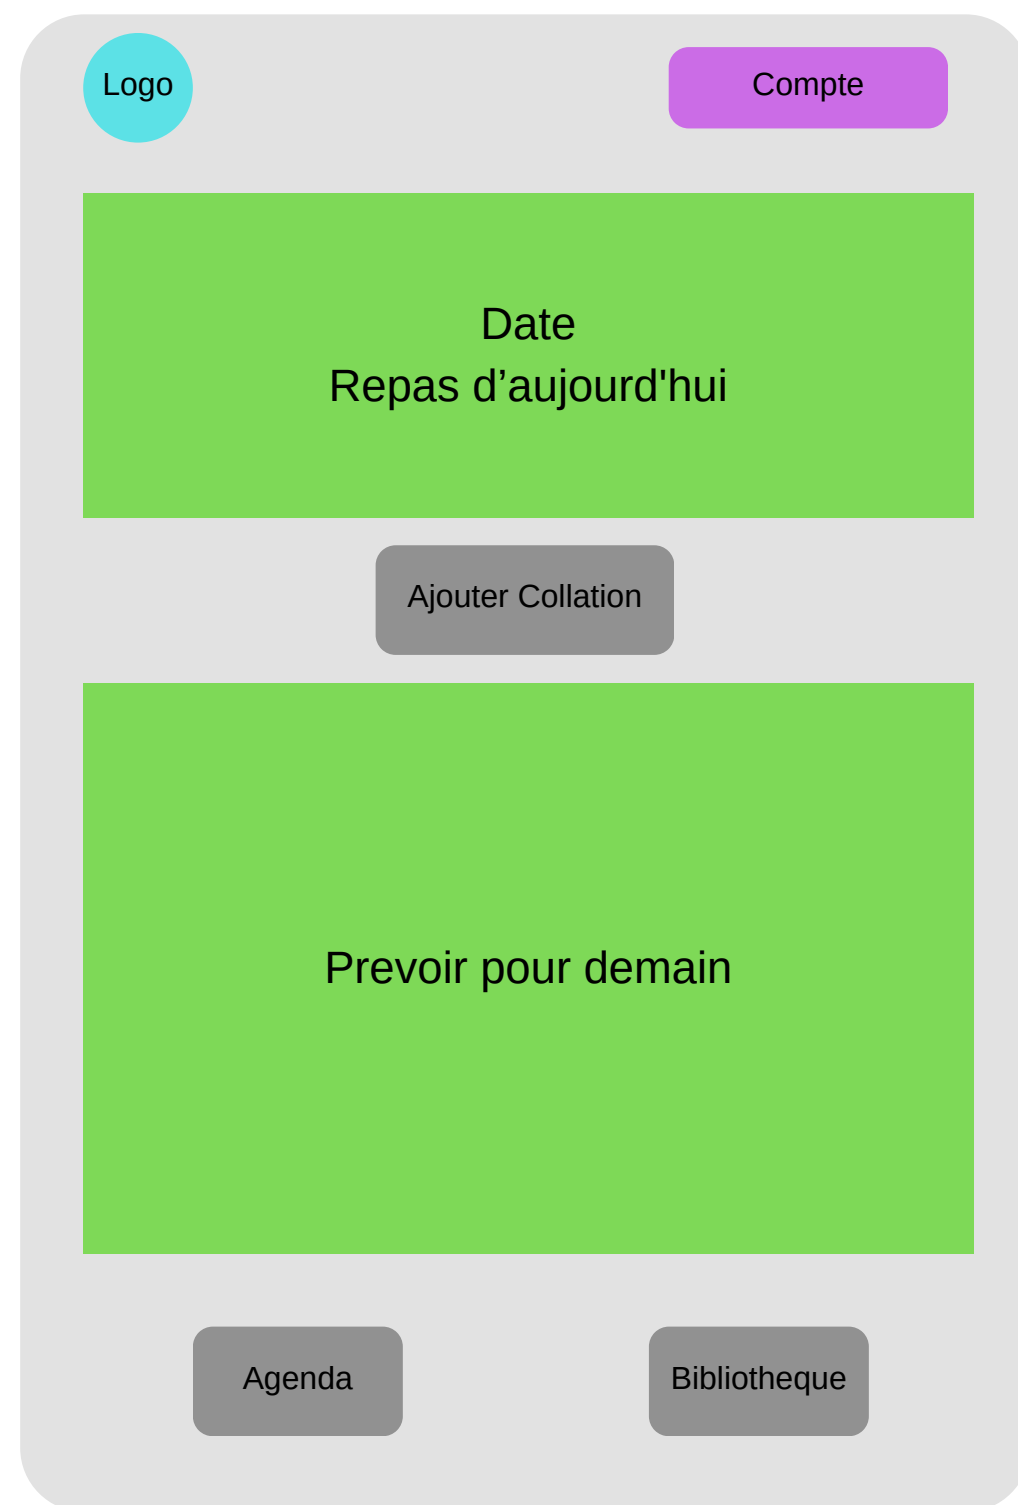 Logo
Compte
Date
Repas d’aujourd'hui
Ajouter Collation
Prevoir pour demain
Agenda
Bibliotheque